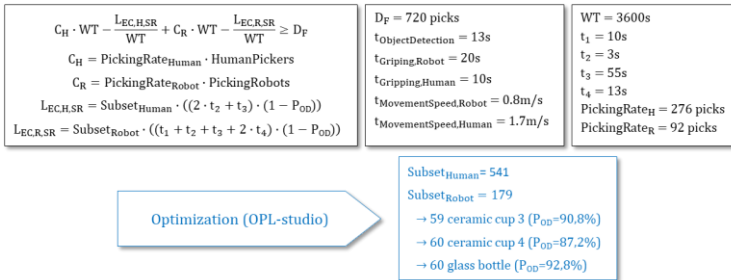 C_H · WT − L_EC,H,SR / WT + C_R · WT − L_EC,R,SR / WT ≥ D_F
C_H = PickingRate_Human · HumanPickers
C_R = PickingRate_Robot · PickingRobots
L_EC,H,SR = Subset_Human · ((2 · t_2 + t_3) · (1 − P_OD))
L_EC,R,SR = Subset_Robot · ((t_1 + t_2 + t_3 + 2 · t_4) · (1 − P_OD))
D_F = 720 picks
t_ObjectDetection = 13s
t_Griping,Robot = 20s
t_Gripping,Human = 10s
t_MovementSpeed,Robot = 0.8m/s
t_MovementSpeed,Human = 1.7m/s
WT = 3600s
t_1 = 10s
t_2 = 3s
t_3 = 55s
t_4 = 13s
PickingRate_H = 276 picks
PickingRate_R = 92 picks
Optimization (OPL-studio)
Subset_Human = 541
Subset_Robot = 179
→ 59 ceramic cup 3 (P_OD=90,8%)
→ 60 ceramic cup 4 (P_OD=87,2%)
→ 60 glass bottle (P_OD=92,8%)